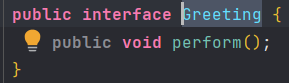 public interface Greeting {
public void perform();
}